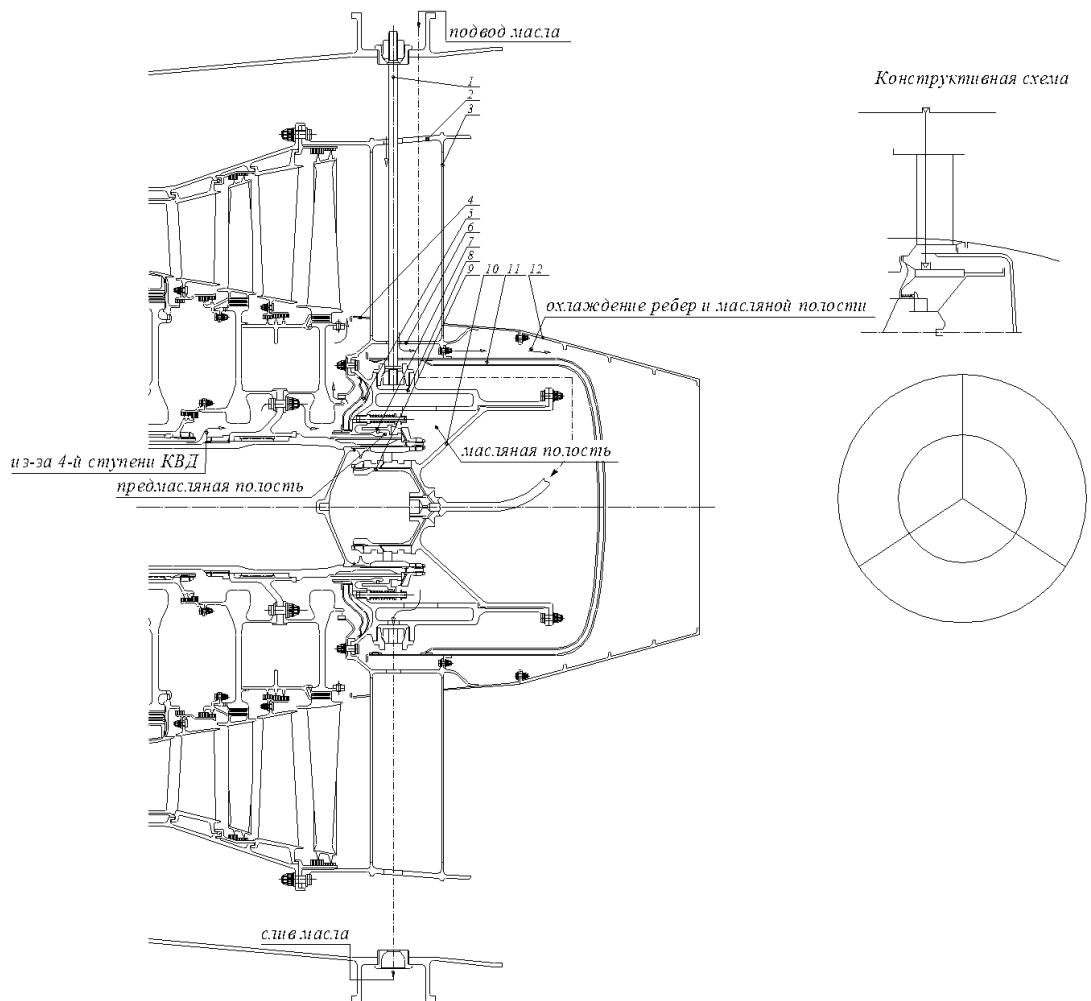 подвод масла
Конструктивная схема
1
2
3
4
5
6
7
8
9 10 11 12
охлаждение ребер и масляной полости
из-за 4-й ступени КВД
масляная полость
предмасляная полость
слив масла